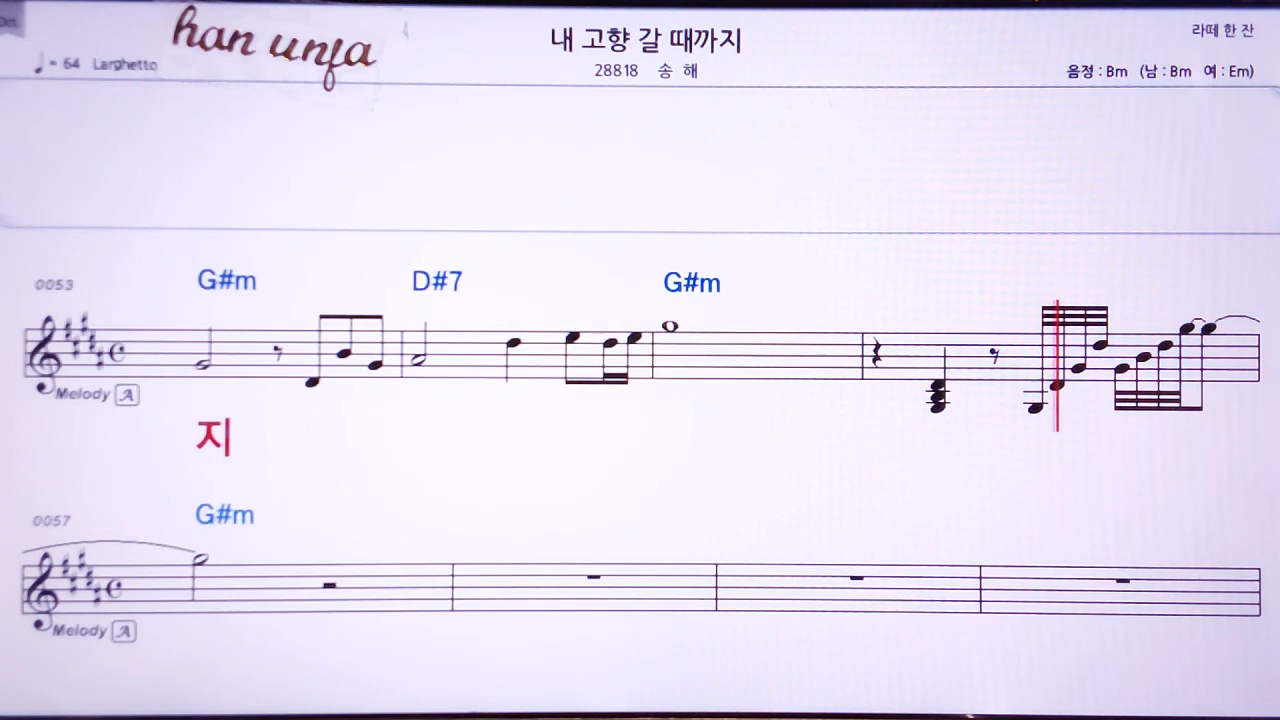 han unfa
내 고향 갈 때까지
라떼 한 잔
♩= 64 Larghetto
28818 송 해
음정 : Bm (남 : Bm 여 : Em)
0053
G#m D#7 G#m
Melody A
지
0057
G#m
Melody A